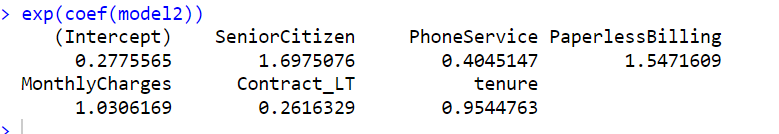 > exp(coef(model2))
(Intercept) SeniorCitizen PhoneService PaperlessBilling
0.2775565 1.6975076 0.4045147 1.5471609
MonthlyCharges Contract_LT tenure
1.0306169 0.2616329 0.9544763
>